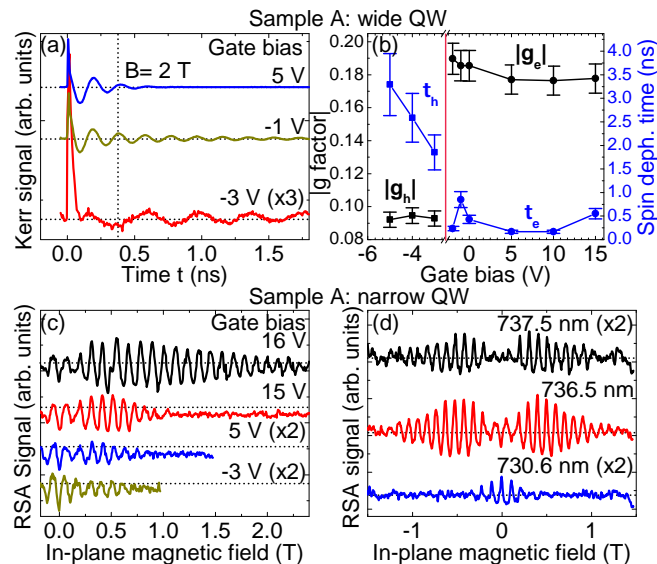 Sample A: wide QW
(a)
Gate bias
B= 2 T
5 V
-1 V
-3 V (x3)
Kerr signal (arb. units)
0.0 0.5 1.0 1.5
Time t (ns)
(b)
|g_e|
t_h
|g_h|
t_e
|g factor|
0.20
0.18
0.16
0.14
0.12
0.10
0.08
4.0
3.5
3.0
2.5
2.0
1.5
1.0
0.5
0.0
Spin deph. time (ns)
-6 -4 0 5 10 15
Gate bias (V)
Sample A: narrow QW
(c)
Gate bias
16 V
15 V
5 V (x2)
-3 V (x2)
RSA Signal (arb. units)
0.0 0.5 1.0 1.5 2.0
In-plane magnetic field (T)
(d)
737.5 nm (x2)
736.5 nm
730.6 nm (x2)
RSA signal (arb. units)
-1 0 1
In-plane magnetic field (T)